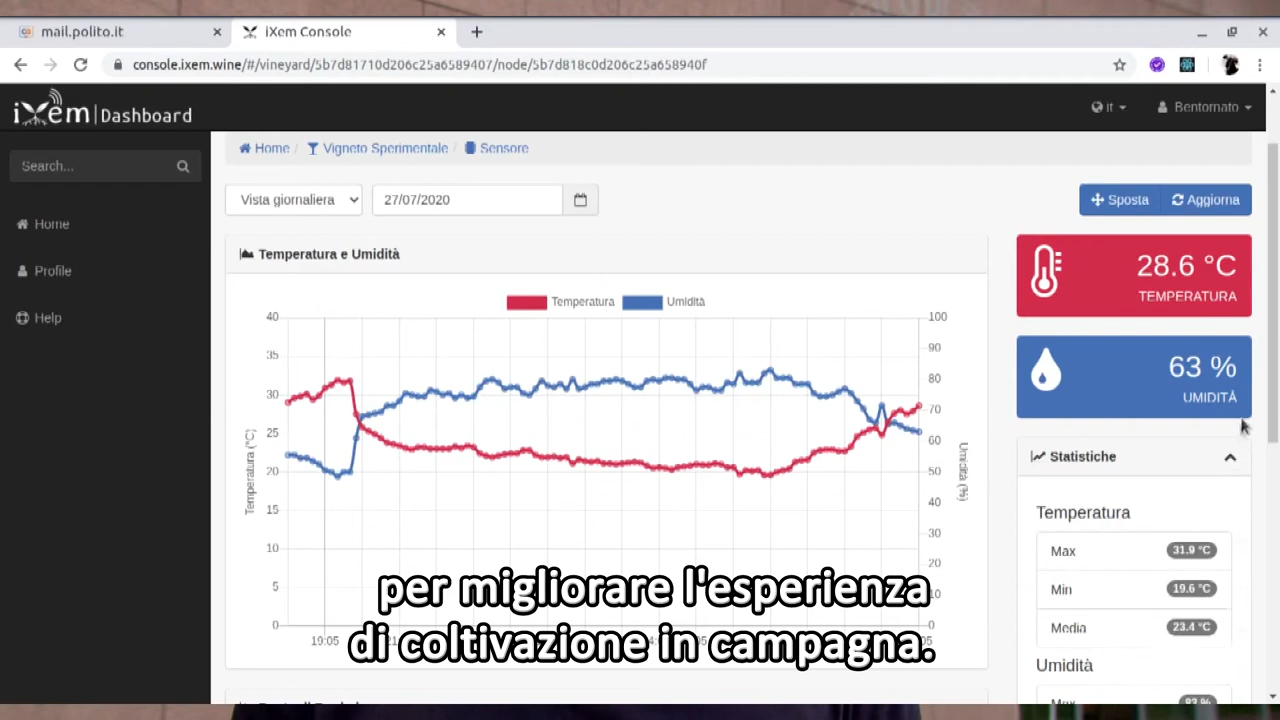 mail.polito.it
iXem Console
console.ixem.wine/#/vineyard/5b7d81710d206c25a6589407/node/5b7d818c0d206c25a658940f
iXem | Dashboard
it
Bentornato
Search...
Home
Profile
Help
Home / Vigneto Sperimentale / Sensore
Vista giornaliera
27/07/2020
Sposta
Aggiorna
Temperatura e Umidità
Temperatura
Umidità
40
35
30
25
20
15
10
5
0
Temperatura (°C)
100
90
80
70
60
50
40
30
20
10
0
Umidità (%)
19:05
28.6 °C
TEMPERATURA
63 %
UMIDITÀ
Statistiche
Temperatura
Max 31.9 °C
Min 19.6 °C
Media 23.4 °C
Umidità
Max 83 %
per migliorare l'esperienza
di coltivazione in campagna.